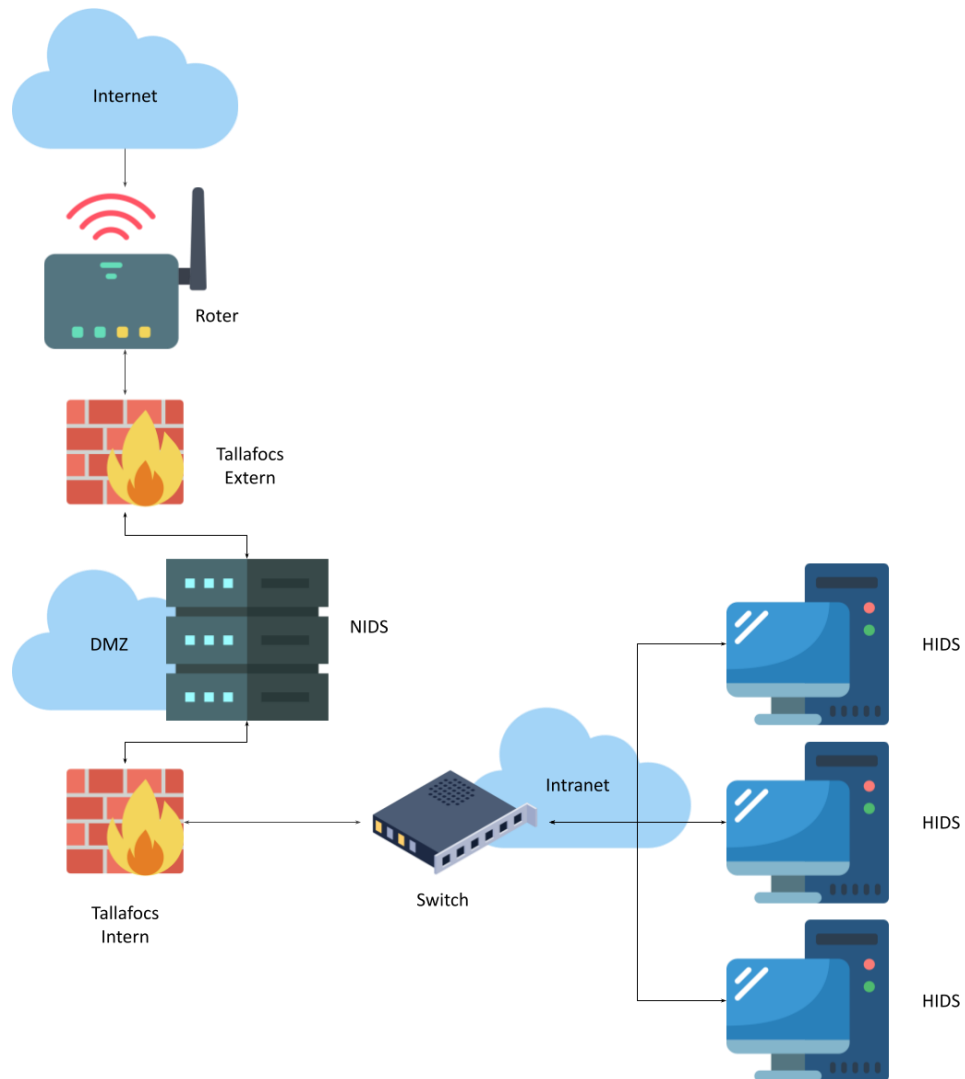 Internet
Roter
Tallafocs
Extern
DMZ
NIDS
Tallafocs
Intern
Switch
Intranet
HIDS
HIDS
HIDS